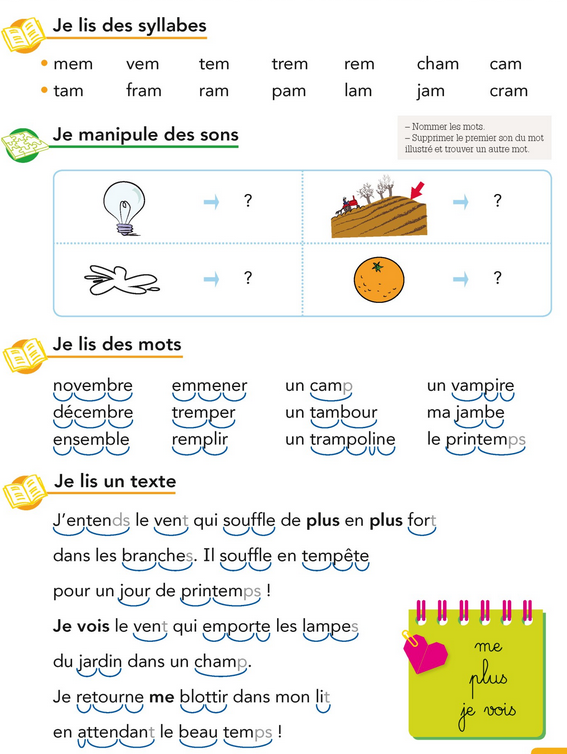 Je lis des syllabes
• mem vem tem trem rem cham cam
• tam fram ram pam lam jam cram
Je manipule des sons
– Nommer les mots.
– Supprimer le premier son du mot
illustré et trouver un autre mot.
? ?
? ?
Je lis des mots
novembre emmener un camp un vampire
décembre tremper un tambour ma jambe
ensemble remplir un trampoline le printemps
Je lis un texte
J'entends le vent qui souffle de plus en plus fort
dans les branches. Il souffle en tempête
pour un jour de printemps !
Je vois le vent qui emporte les lampes
du jardin dans un champ.
Je retourne me blottir dans mon lit
en attendant le beau temps !
me
plus
je vois